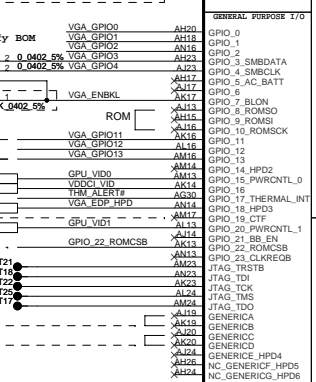 GENERAL PURPOSE I/O
VGA_GPIO0 AH20 GPIO_0
y BOM VGA_GPIO1 AH18 GPIO_1
VGA_GPIO2 AN16 GPIO_2
2 0_0402_5% VGA_GPIO3 AH23 GPIO_3_SMBDATA
2 0_0402_5% VGA_GPIO4 AJ23 GPIO_4_SMBCLK
AH17 GPIO_5_AC_BATT
AJ17 GPIO_6
1 VGA_ENBKL AK17 GPIO_7_BLON
K_0402_5% AJ13 GPIO_8_ROMSO
ROM AH15 GPIO_9_ROMSI
AJ16 GPIO_10_ROMSCK
VGA_GPIO11 AK16 GPIO_11
VGA_GPIO12 AL16 GPIO_12
VGA_GPIO13 AM16 GPIO_13
AM14 GPIO_14_HPD2
GPU_VID0 AM13 GPIO_15_PWRCNTL_0
VDDCI_VID AK14 GPIO_16
THM_ALERT# AG30 GPIO_17_THERMAL_INT
VGA_EDP_HPD AN14 GPIO_18_HPD3
AM17 GPIO_19_CTF
GPU_VID1 AL13 GPIO_20_PWRCNTL_1
AJ14 GPIO_21_BB_EN
GPIO_22_ROMCSB AK13 GPIO_22_ROMCSB
AN13 GPIO_23_CLKREQB
T21 AM23 JTAG_TRSTB
T18 AN23 JTAG_TDI
T22 AK23 JTAG_TCK
T25 AL24 JTAG_TMS
T17 AM24 JTAG_TDO
AJ19 GENERICA
AK19 GENERICB
AJ20 GENERICC
AK20 GENERICD
AJ24 GENERICE_HPD4
AH26 NC_GENERICF_HPD5
AH24 NC_GENERICG_HPD6